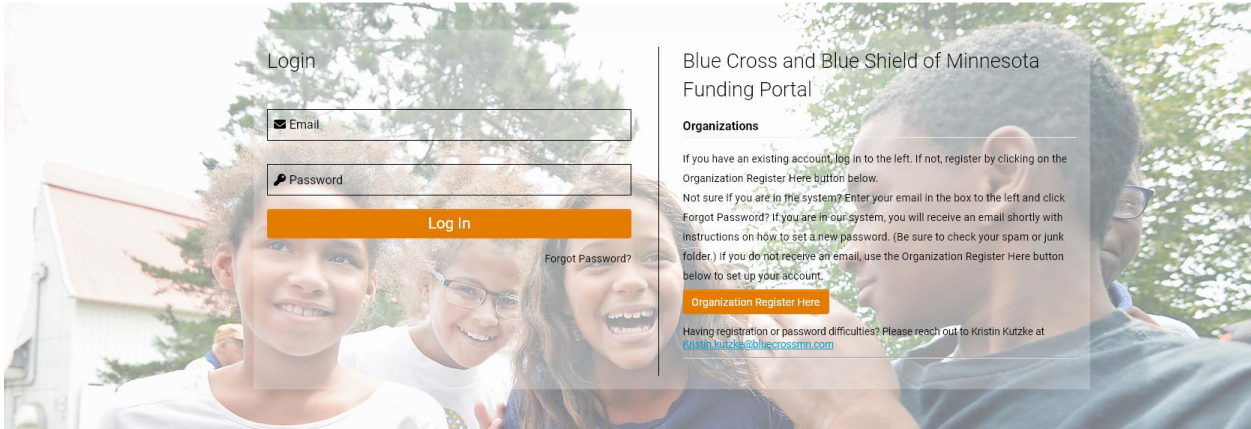 Login
Email
Password
Log In
Forgot Password?
Blue Cross and Blue Shield of Minnesota
Funding Portal
Organizations
If you have an existing account, log in to the left. If not, register by clicking on the
Organization Register Here button below.
Not sure if you are in the system? Enter your email in the box to the left and click
Forgot Password? If you are in our system, you will receive an email shortly with
instructions on how to set a new password. (Be sure to check your spam or junk
folder.) If you do not receive an email, use the Organization Register Here button
below to set up your account.
Organization Register Here
Having registration or password difficulties? Please reach out to Kristin Kutzke at
Kristin.kutzke@bluecrossmn.com